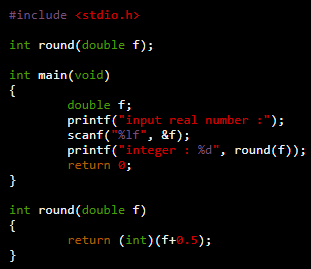 #include <stdio.h>
int round(double f);
int main(void)
{
double f;
printf("input real number :");
scanf("%lf", &f);
printf("integer : %d", round(f));
return 0;
}
int round(double f)
{
return (int)(f+0.5);
}